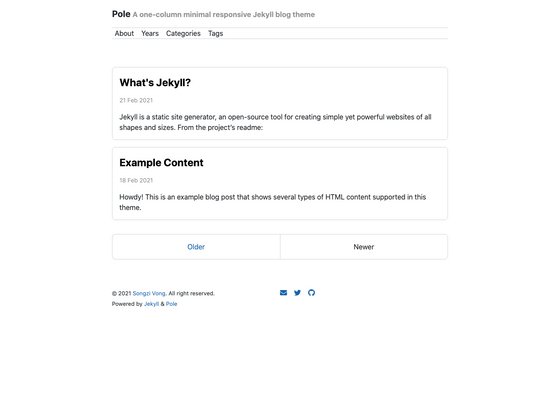 Pole A one-column minimal responsive Jekyll blog theme
About Years Categories Tags
What's Jekyll?
21 Feb 2021
Jekyll is a static site generator, an open-source tool for creating simple yet powerful websites of all
shapes and sizes. From the project's readme:
Example Content
18 Feb 2021
Howdy! This is an example blog post that shows several types of HTML content supported in this
theme.
Older Newer
© 2021 Songzi Vong. All right reserved.
Powered by Jekyll & Pole